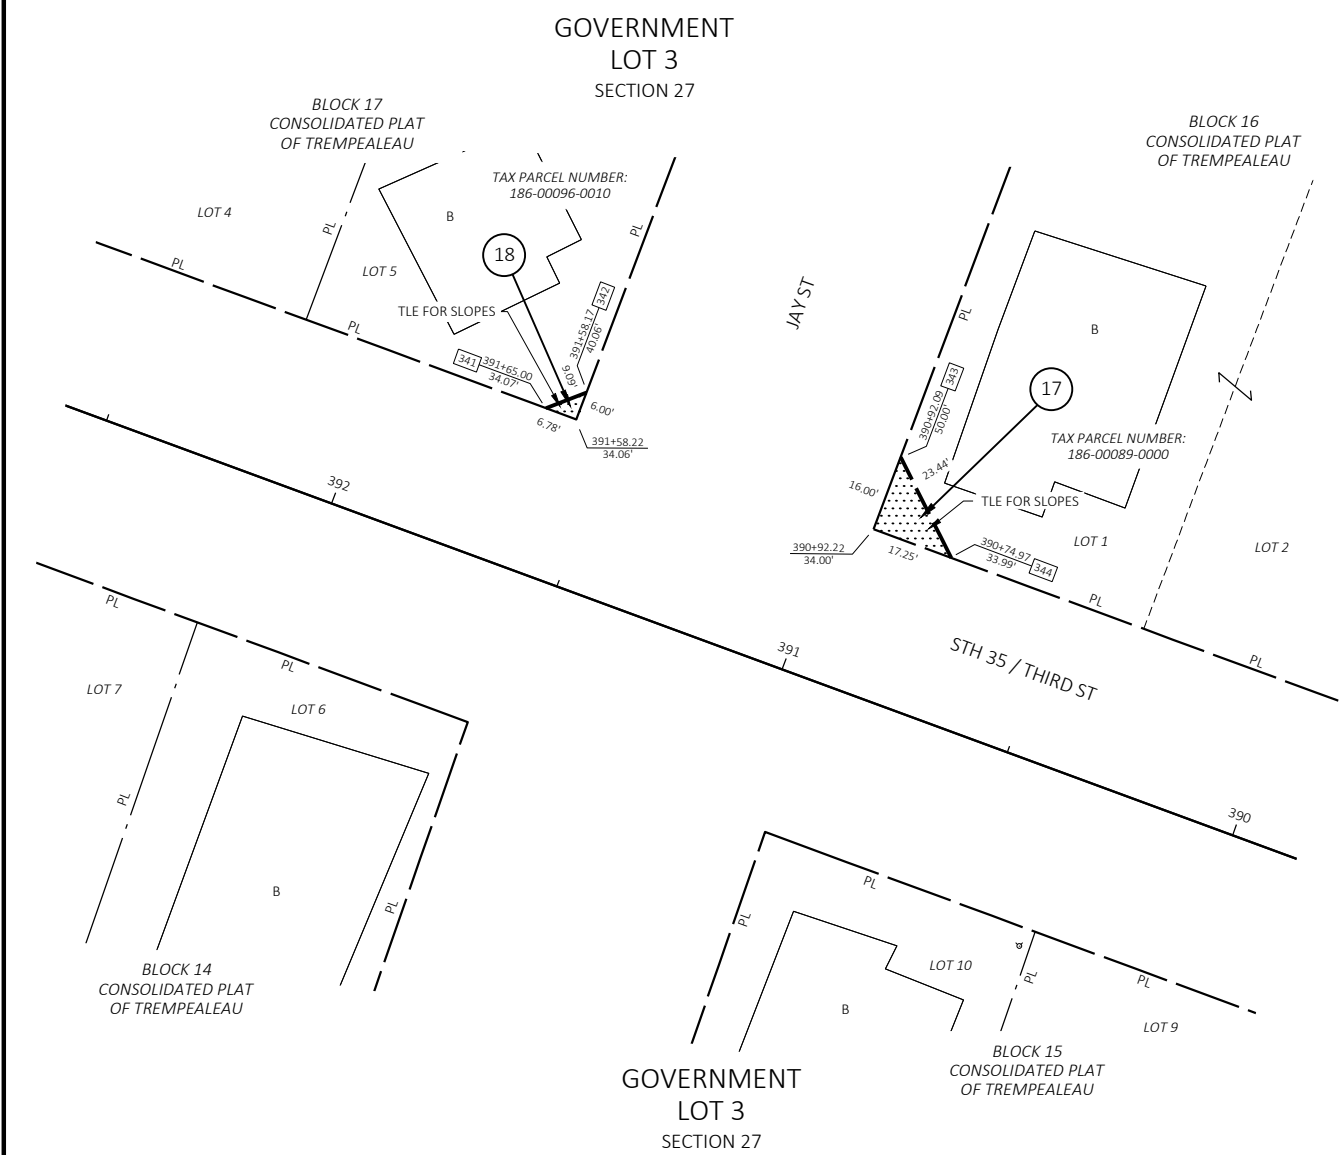 GOVERNMENT
LOT 3
SECTION 27
BLOCK 17
CONSOLIDATED PLAT
OF TREMPEALEAU
BLOCK 16
CONSOLIDATED PLAT
OF TREMPEALEAU
TAX PARCEL NUMBER:
186-00096-0010
LOT 4
PL
B
PL
18
PL
LOT 5
TLE FOR SLOPES
PL
341
391+65.00
34.07'
342
391+58.17
40.06'
9.09'
6.00'
6.78'
391+58.22
34.06'
JAY ST
PL
B
343
390+92.09
50.00'
17
TAX PARCEL NUMBER:
186-00089-0000
23.44'
16.00'
TLE FOR SLOPES
390+92.22
34.00'
17.25'
390+74.97
33.99'
344
LOT 1
LOT 2
PL
PL
392
391
390
STH 35 / THIRD ST
PL
PL
LOT 7
LOT 6
PL
B
PL
BLOCK 14
CONSOLIDATED PLAT
OF TREMPEALEAU
PL
PL
LOT 10
PL
PL
B
LOT 9
BLOCK 15
CONSOLIDATED PLAT
OF TREMPEALEAU
GOVERNMENT
LOT 3
SECTION 27